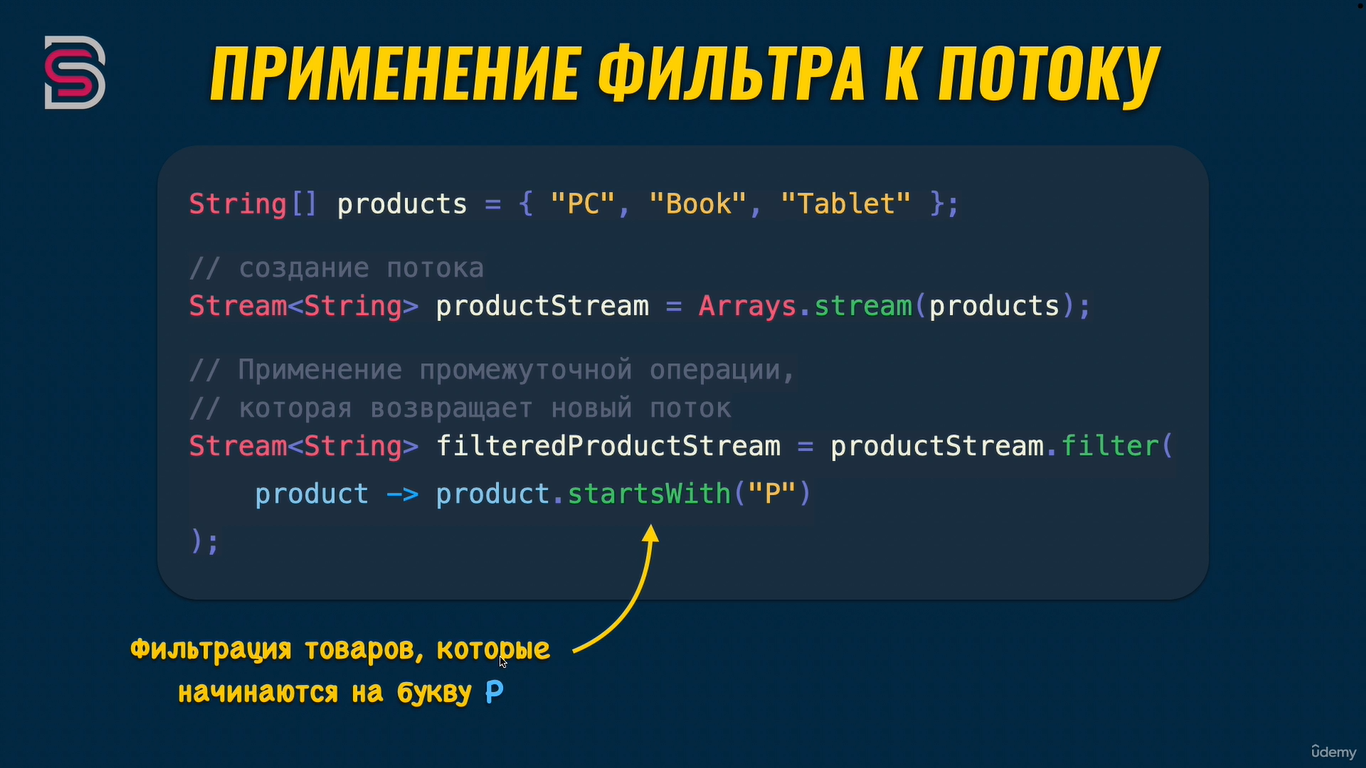 ПРИМЕНЕНИЕ ФИЛЬТРА К ПОТОКУ
String[] products = { "PC", "Book", "Tablet" };
// создание потока
Stream<String> productStream = Arrays.stream(products);
// Применение промежуточной операции,
// которая возвращает новый поток
Stream<String> filteredProductStream = productStream.filter(
product -> product.startsWith("P")
);
Фильтрация товаров, которые
начинаются на букву P
ûdemy